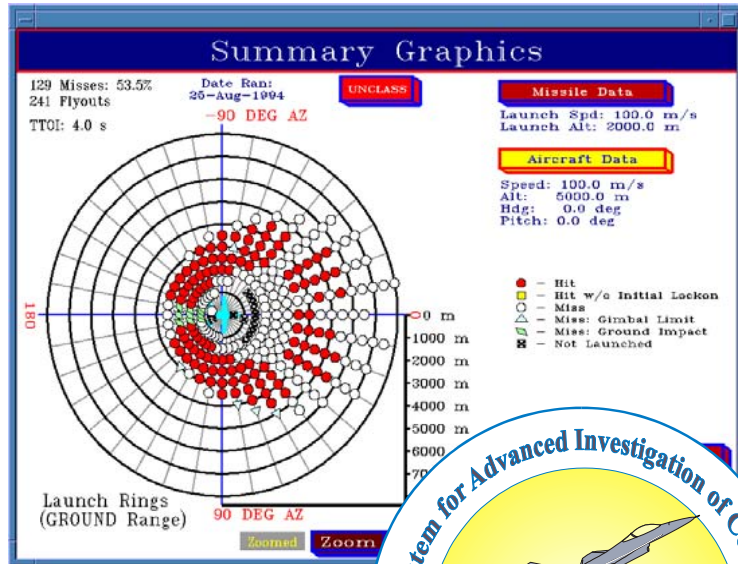 Summary Graphics
129 Misses: 53.5%
241 Flyouts
TTOI: 4.0 s
Date Ran:
25-Aug-1994
UNCLASS
Missile Data
Launch Spd: 100.0 m/s
Launch Alt: 2000.0 m
Aircraft Data
Speed: 100.0 m/s
Alt: 5000.0 m
Hdg: 0.0 deg
Pitch: 0.0 deg
-90 DEG AZ
180
0
0 m
1000 m
2000 m
3000 m
4000 m
5000 m
6000
● - Hit
■ - Hit w/o Initial Lockon
○ - Miss
△ - Miss: Gimbal Limit
- Miss: Ground Impact
- Not Launched
Launch Rings
(GROUND Range)
90 DEG AZ
Zoomed
Zoom
tem for Advanced Investigation of C